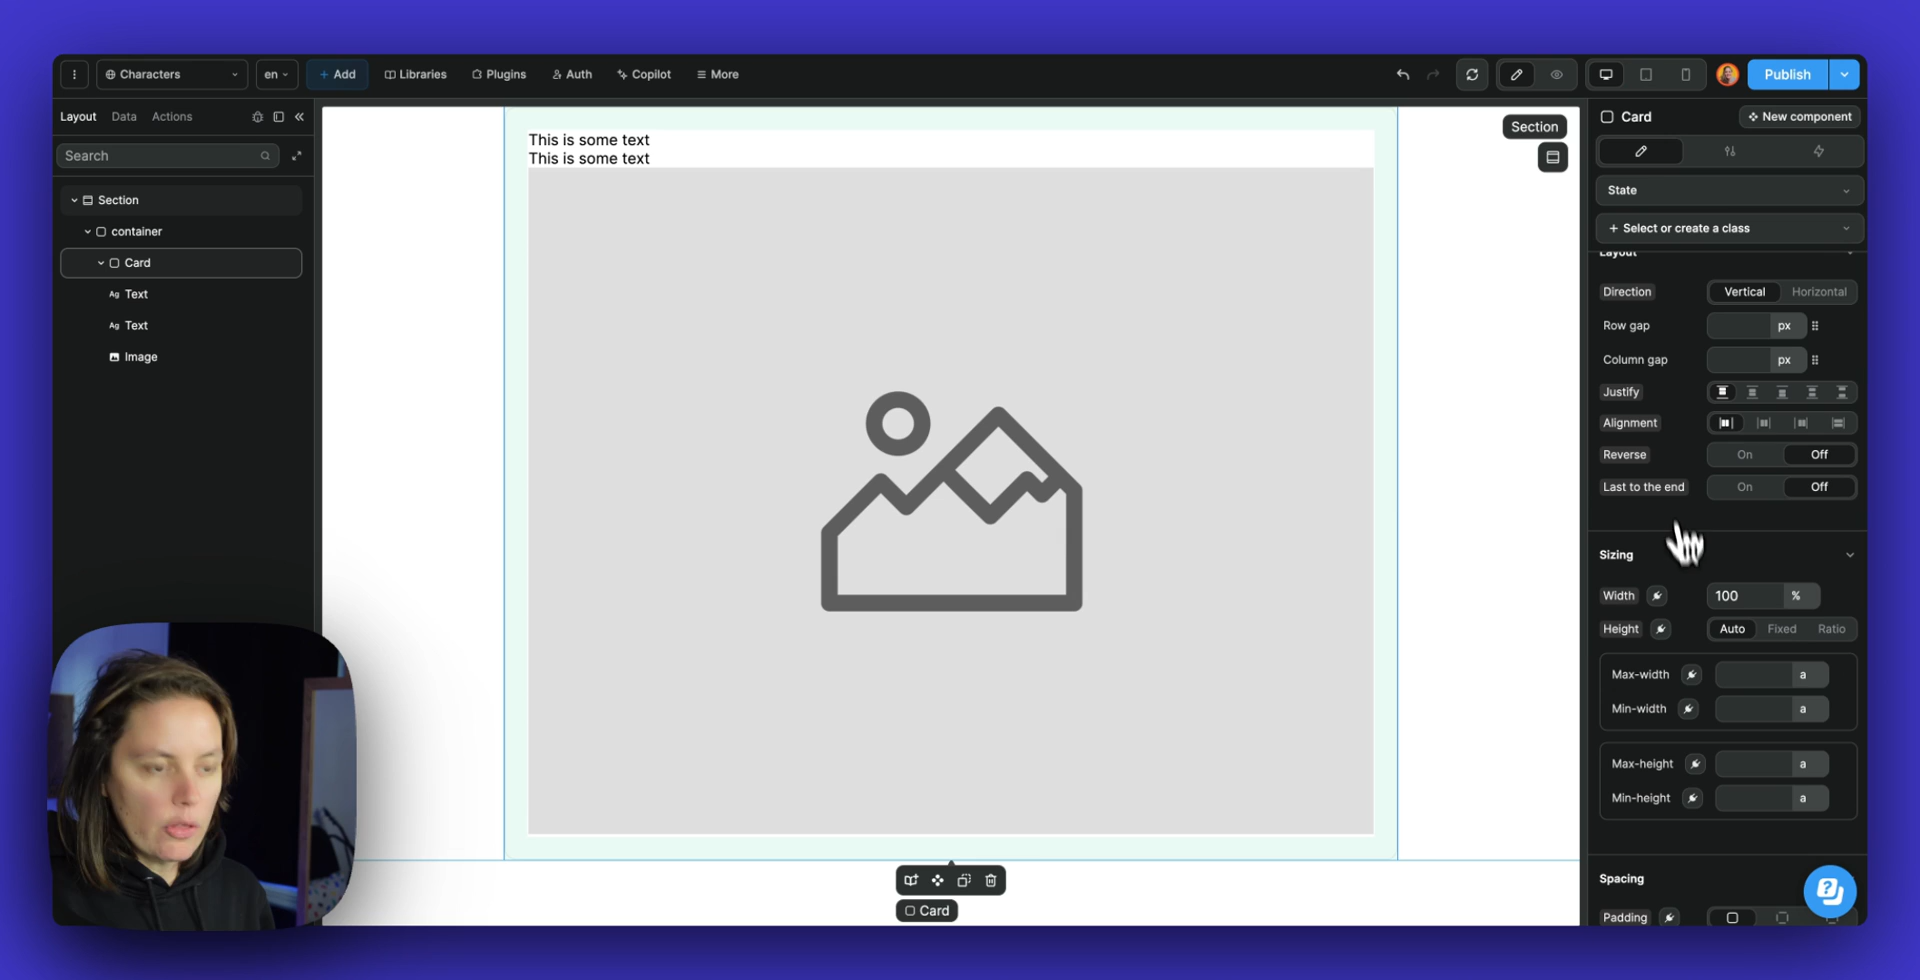 Characters
en
+ Add
Libraries
Plugins
Auth
Copilot
More
Publish
Layout
Data
Actions
Search
Section
container
Card
Text
Text
Image
This is some text
This is some text
Section
Card
Card
New component
State
+ Select or create a class
Layout
Direction
Vertical
Horizontal
Row gap
px
Column gap
px
Justify
Alignment
Reverse
On
Off
Last to the end
On
Off
Sizing
Width
100
%
Height
Auto
Fixed
Ratio
Max-width
a
Min-width
a
Max-height
a
Min-height
a
Spacing
Padding